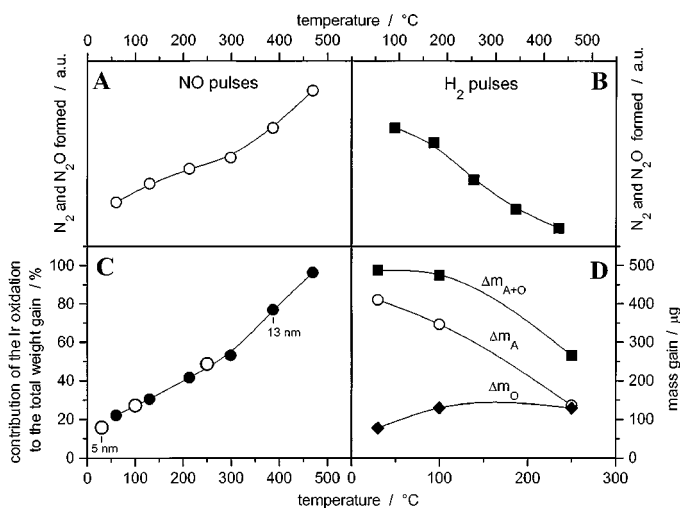 temperature / °C
temperature / °C
0 100 200 300 400 500
0 100 200 300 400 500
A
NO pulses
N2 and N2O formed / a.u.
H2 pulses
B
N2 and N2O formed / a.u.
C
contribution of the Ir oxidation
to the total weight gain / %
100
80
60
40
20
0
13 nm
5 nm
D
ΔmA+O
ΔmA
ΔmO
500
400
300
200
100
0
mass gain / μg
0 100 200 300 400 500
0 100 200 300
temperature / °C
temperature / °C